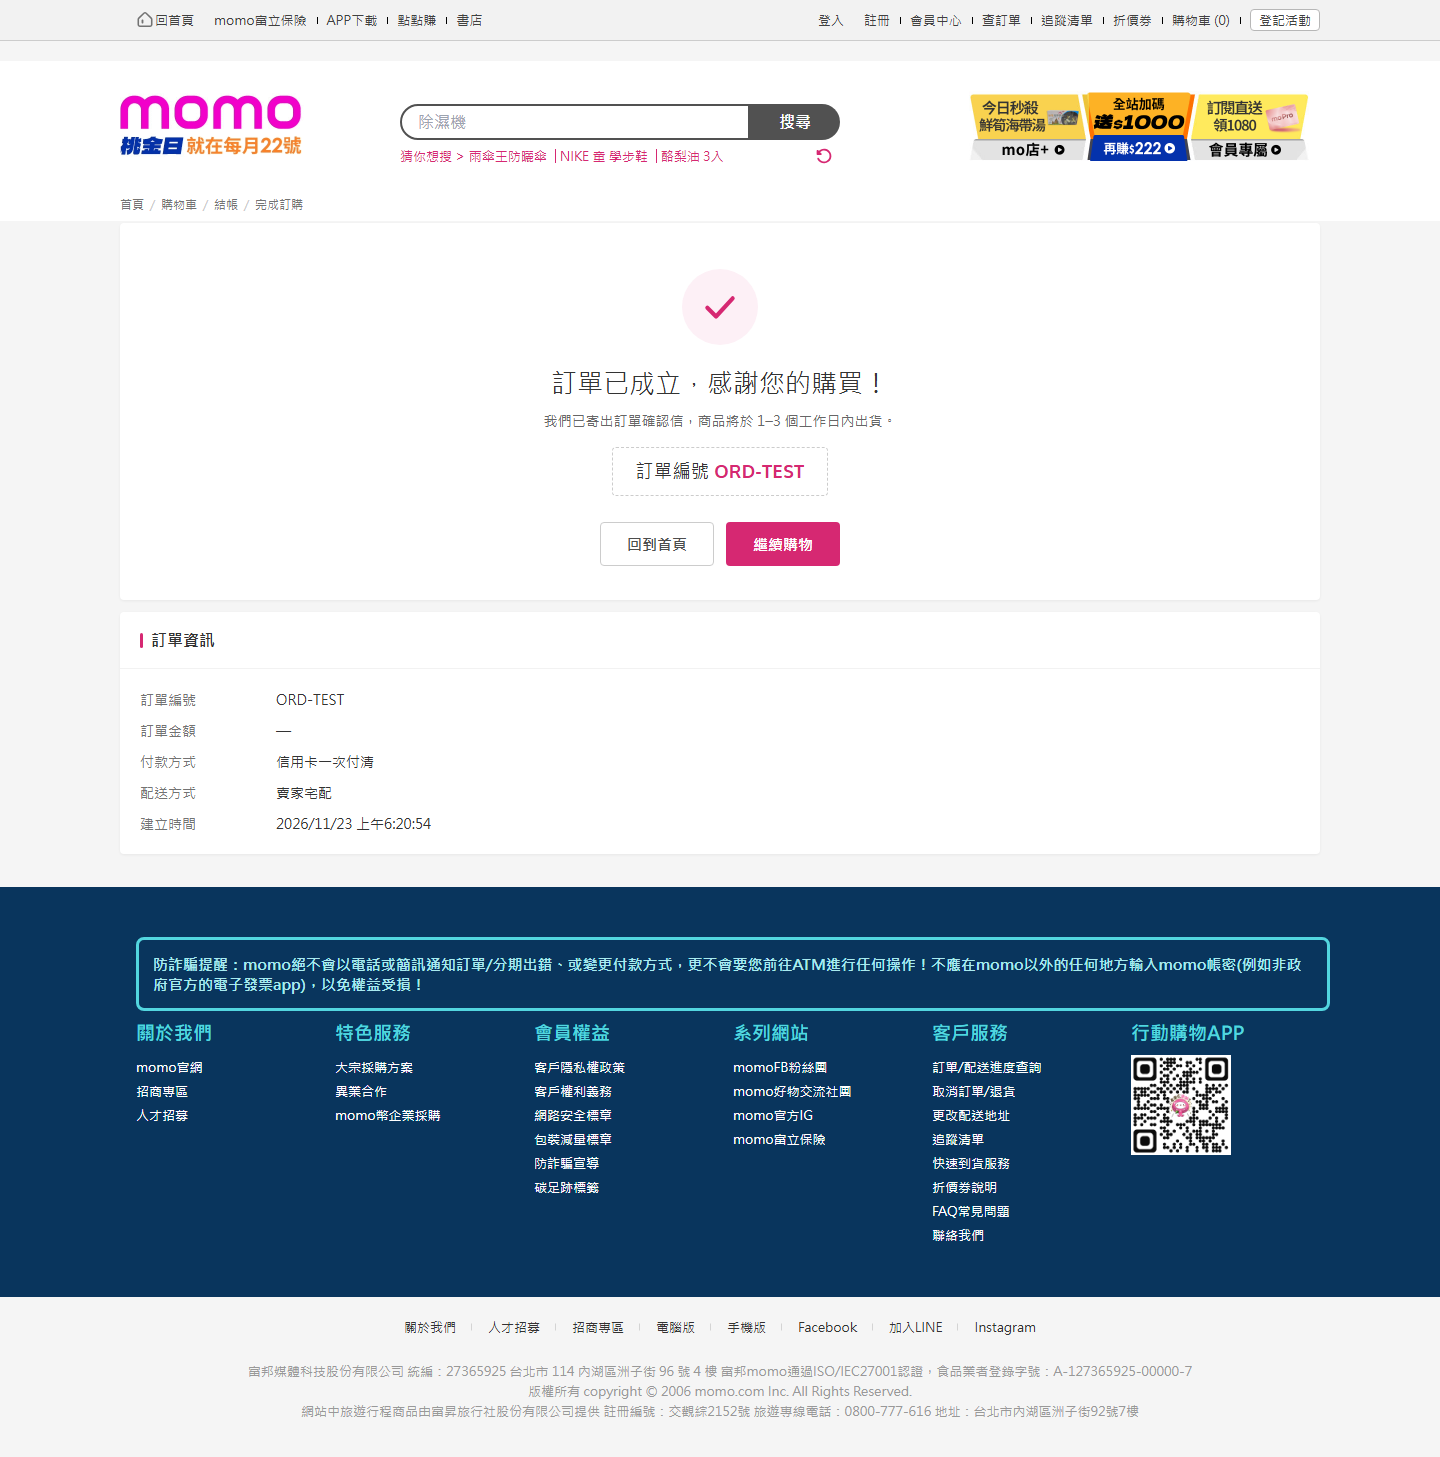 回首頁 momo富立保險 APP下載 點點賺 書店 登入 註冊 會員中心 查訂單 追蹤清單 折價券 購物車 (0) 登記活動
momo
桃金日 就在每月22號
除濕機 搜尋
猜你想搜 > 雨傘王防曬傘 | NIKE 童 學步鞋 | 酪梨油 3入
今日秒殺
鮮筍海帶湯
mo店+
全站加碼
送$1000
再賺$222
訂閱直送
領1080
moPro
會員專屬
首頁 / 購物車 / 結帳 / 完成訂購
訂單已成立，感謝您的購買！
我們已寄出訂單確認信，商品將於 1–3 個工作日內出貨。
訂單編號 ORD-TEST
回到首頁 繼續購物
訂單資訊
訂單編號 ORD-TEST
訂單金額 —
付款方式 信用卡一次付清
配送方式 賣家宅配
建立時間 2026/11/23 上午6:20:54
防詐騙提醒：momo絕不會以電話或簡訊通知訂單/分期出錯、或變更付款方式，更不會要您前往ATM進行任何操作！不應在momo以外的任何地方輸入momo帳密(例如非政
府官方的電子發票app)，以免權益受損！
關於我們 特色服務 會員權益 系列網站 客戶服務 行動購物APP
momo官網 大宗採購方案 客戶隱私權政策 momoFB粉絲團 訂單/配送進度查詢
招商專區 異業合作 客戶權利義務 momo好物交流社團 取消訂單/退貨
人才招募 momo幣企業採購 網路安全標章 momo官方IG 更改配送地址
包裝減量標章 momo富立保險 追蹤清單
防詐騙宣導 快速到貨服務
碳足跡標籤 折價券說明
FAQ常見問題
聯絡我們
關於我們 人才招募 招商專區 電腦版 手機版 Facebook 加入LINE Instagram
富邦媒體科技股份有限公司 統編：27365925 台北市 114 內湖區洲子街 96 號 4 樓 富邦momo通過ISO/IEC27001認證，食品業者登錄字號：A-127365925-00000-7
版權所有 copyright © 2006 momo.com Inc. All Rights Reserved.
網站中旅遊行程商品由富昇旅行社股份有限公司提供 註冊編號：交觀綜2152號 旅遊專線電話：0800-777-616 地址：台北市內湖區洲子街92號7樓